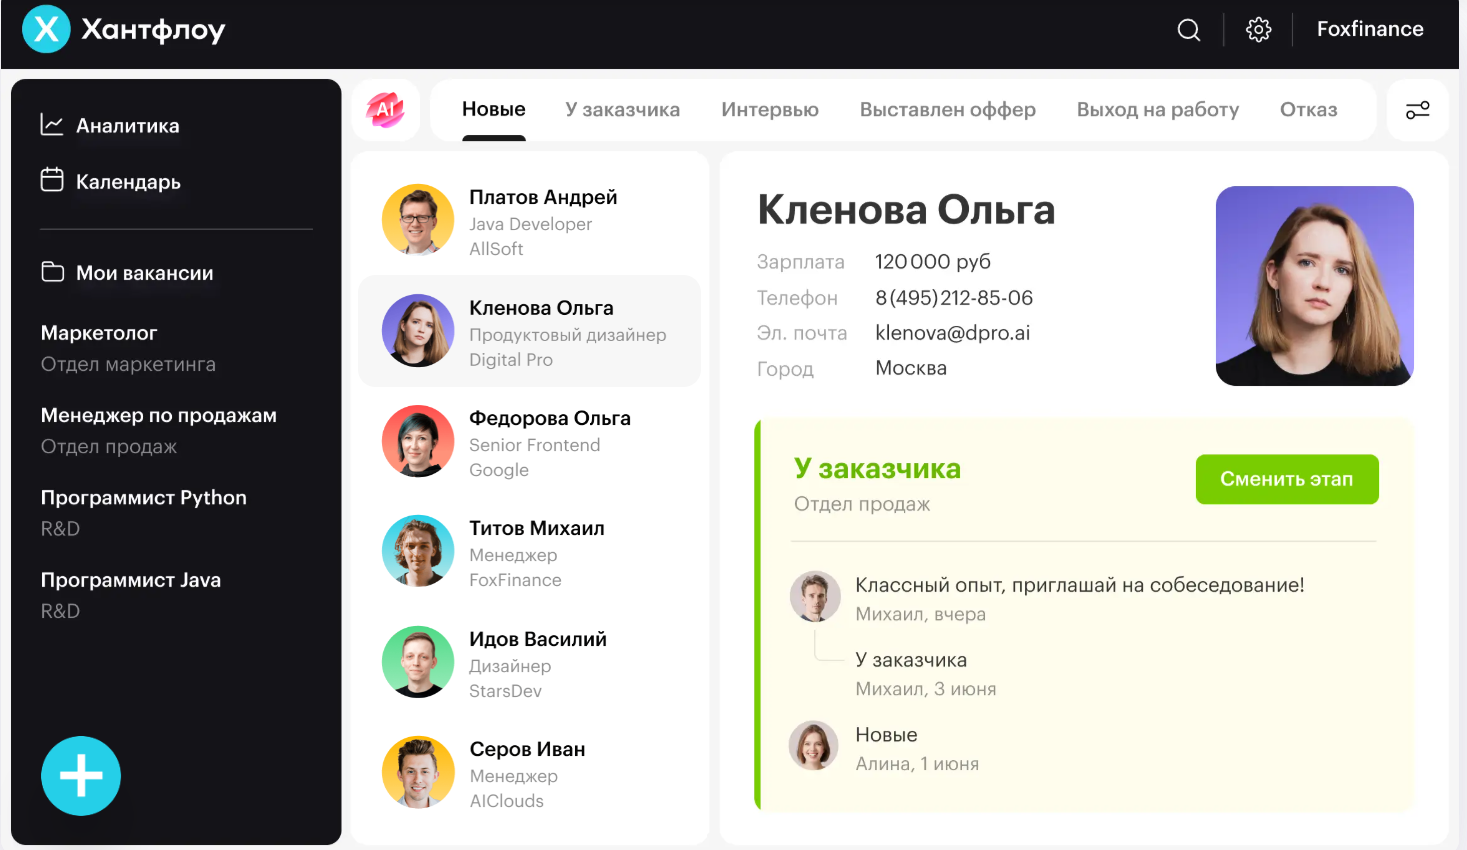 X Хантфлоу
Foxfinance
Аналитика
Календарь
Мои вакансии
Маркетолог
Отдел маркетинга
Менеджер по продажам
Отдел продаж
Программист Python
R&D
Программист Java
R&D
AI
Новые
У заказчика
Интервью
Выставлен оффер
Выход на работу
Отказ
Платов Андрей
Java Developer
AllSoft
Кленова Ольга
Продуктовый дизайнер
Digital Pro
Федорова Ольга
Senior Frontend
Google
Титов Михаил
Менеджер
FoxFinance
Идов Василий
Дизайнер
StarsDev
Серов Иван
Менеджер
AIClouds
Кленова Ольга
Зарплата 120 000 руб
Телефон 8 (495) 212-85-06
Эл. почта klenova@dpro.ai
Город Москва
У заказчика
Отдел продаж
Сменить этап
Классный опыт, приглашай на собеседование!
Михаил, вчера
У заказчика
Михаил, 3 июня
Новые
Алина, 1 июня